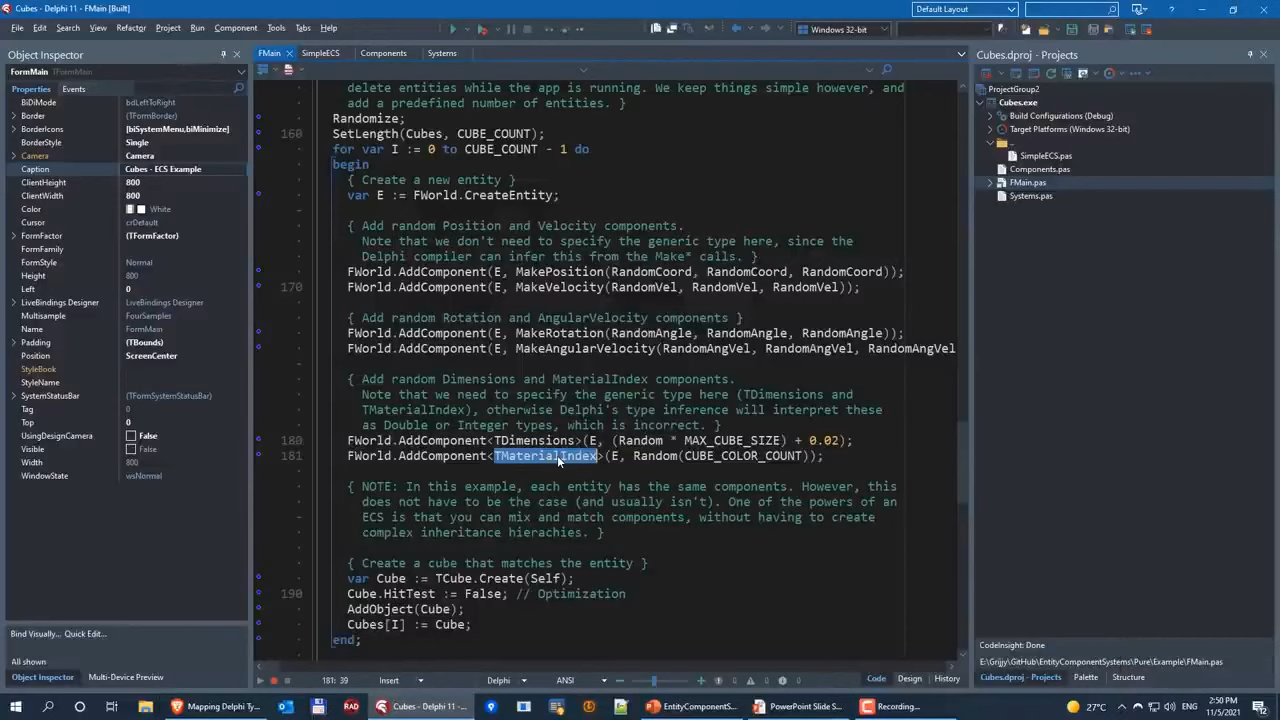 Cubes - Delphi 11 - FMain [Built]
Default Layout
File Edit Search View Refactor Project Run Component Tools Tabs Help
Windows 32-bit
Object Inspector
FormMain TFormMain
Properties Events
BiDiMode bdLeftToRight
Border (TFormBorder)
BorderIcons [biSystemMenu,biMinimize]
BorderStyle Single
Camera Camera
Caption Cubes - ECS Example
ClientHeight 800
ClientWidth 800
Color White
Cursor crDefault
FormFactor (TFormFactor)
FormFamily
FormStyle Normal
Height 800
Left 0
LiveBindings Designer LiveBindings Designer
Multisample FourSamples
Name FormMain
Padding (TBounds)
Position ScreenCenter
StyleBook
StyleName
SystemStatusBar (TFormSystemStatusBar)
Tag 0
Top 0
UsingDesignCamera False
Visible False
Width 800
WindowState wsNormal
Bind Visually... Quick Edit...
All shown
Object Inspector Multi-Device Preview
FMain SimpleECS Components Systems
delete entities while the app is running. We keep things simple however, and
add a predefined number of entities. }
Randomize;
160 SetLength(Cubes, CUBE_COUNT);
for var I := 0 to CUBE_COUNT - 1 do
begin
{ Create a new entity }
var E := FWorld.CreateEntity;
{ Add random Position and Velocity components.
Note that we don't need to specify the generic type here, since the
Delphi compiler can infer this from the Make* calls. }
FWorld.AddComponent(E, MakePosition(RandomCoord, RandomCoord, RandomCoord));
170 FWorld.AddComponent(E, MakeVelocity(RandomVel, RandomVel, RandomVel));
{ Add random Rotation and AngularVelocity components }
FWorld.AddComponent(E, MakeRotation(RandomAngle, RandomAngle, RandomAngle));
FWorld.AddComponent(E, MakeAngularVelocity(RandomAngVel, RandomAngVel, RandomAngVel
{ Add random Dimensions and MaterialIndex components.
Note that we need to specify the generic type here (TDimensions and
TMaterialIndex), otherwise Delphi's type inference will interpret these
as Double or Integer types, which is incorrect. }
180 FWorld.AddComponent<TDimensions>(E, (Random * MAX_CUBE_SIZE) + 0.02);
181 FWorld.AddComponent<TMaterialIndex>(E, Random(CUBE_COLOR_COUNT));
{ NOTE: In this example, each entity has the same components. However, this
does not have to be the case (and usually isn't). One of the powers of an
ECS is that you can mix and match components, without having to create
complex inheritance hierachies. }
{ Create a cube that matches the entity }
var Cube := TCube.Create(Self);
190 Cube.HitTest := False; // Optimization
AddObject(Cube);
Cubes[I] := Cube;
end;
181: 39 Insert Delphi ANSI 0 0 0 Code Design History
Cubes.dproj - Projects
ProjectGroup2
Cubes.exe
Build Configurations (Debug)
Target Platforms (Windows 32-bit)
..
SimpleECS.pas
Components.pas
FMain.pas
Systems.pas
CodeInsight: Done
E:\Grijjy\GitHub\EntityComponentSystems\Pure\Example\FMain.pas
Cubes.dproj - Projects Palette Structure
Mapping Delphi Ty...
RAD
Cubes - Delphi 11 - ...
EntityComponentS...
PowerPoint Slide S...
Recording...
27°C
2:50 PM
11/5/2021